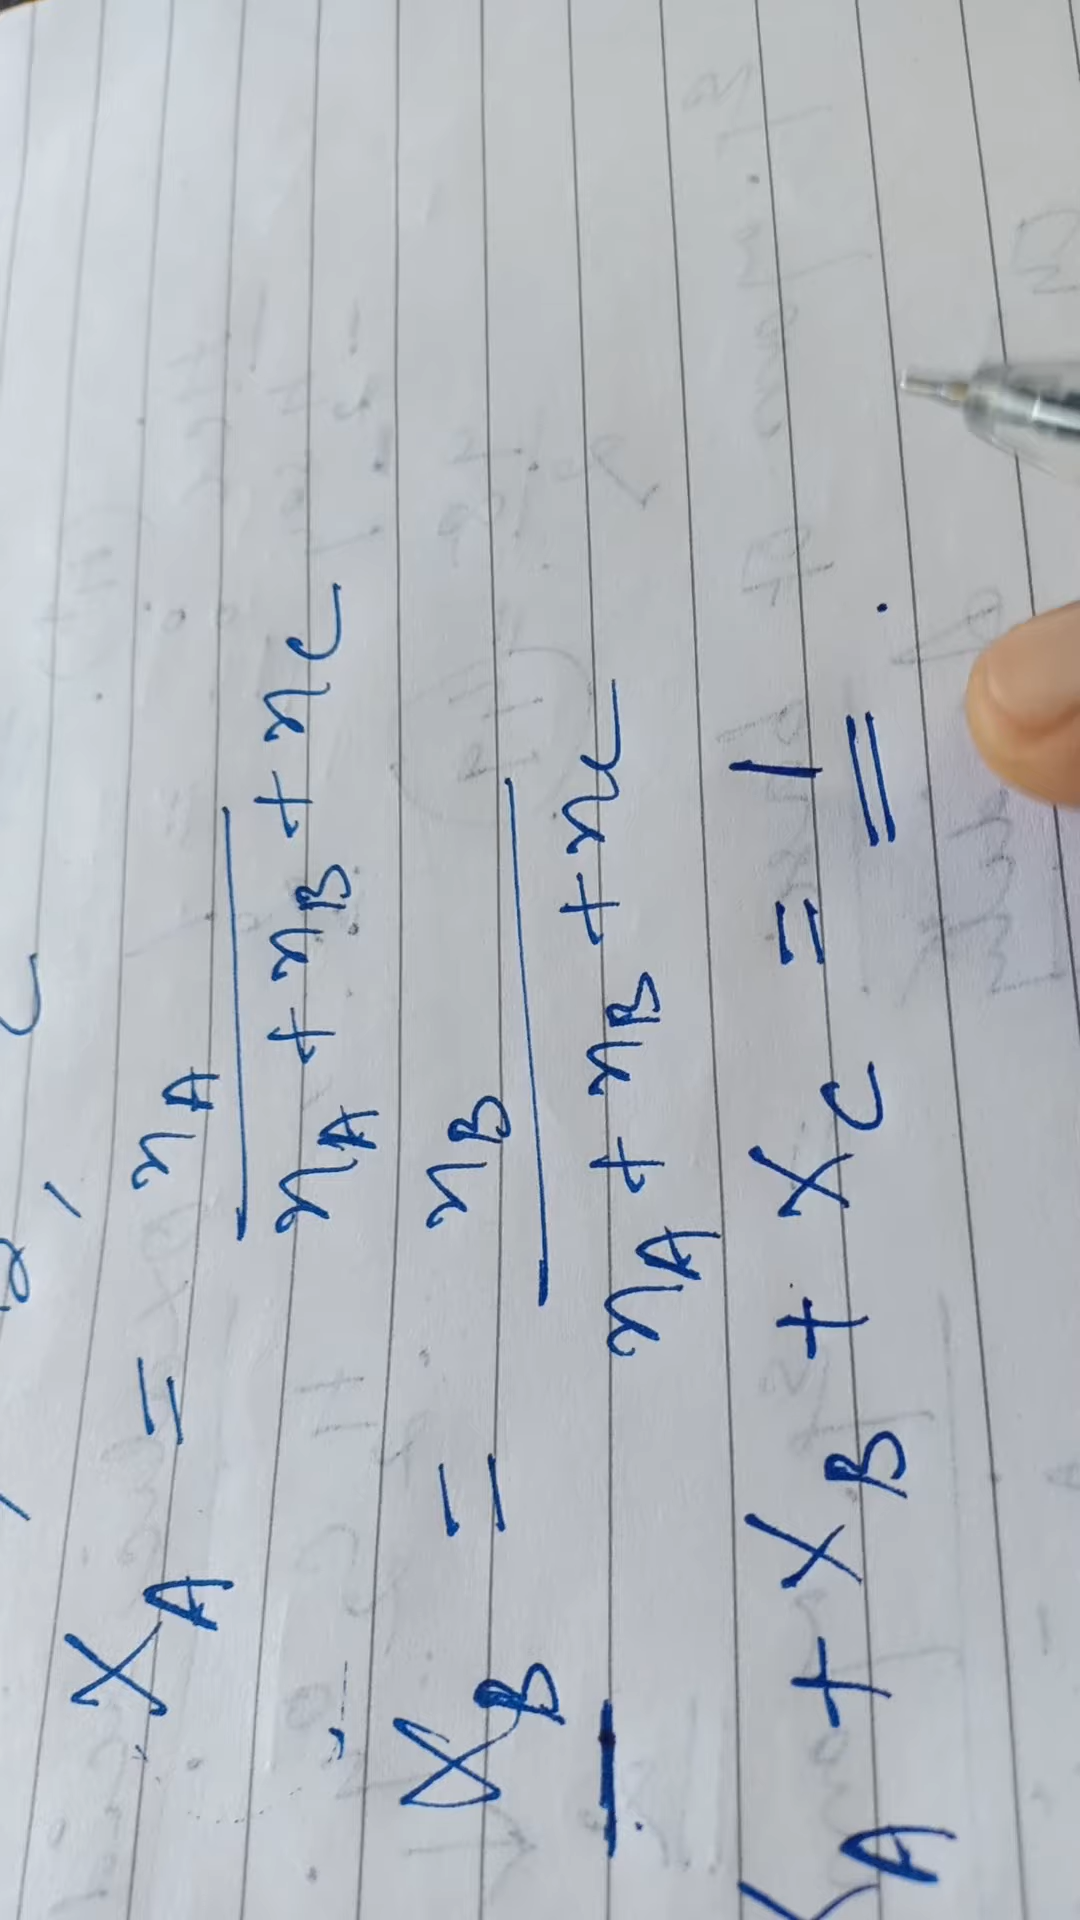 C
X_A = n_A / (n_A + n_B + n_C)
X_B = n_B / (n_A + n_B + n_C)
X_A + X_B + X_C = 1